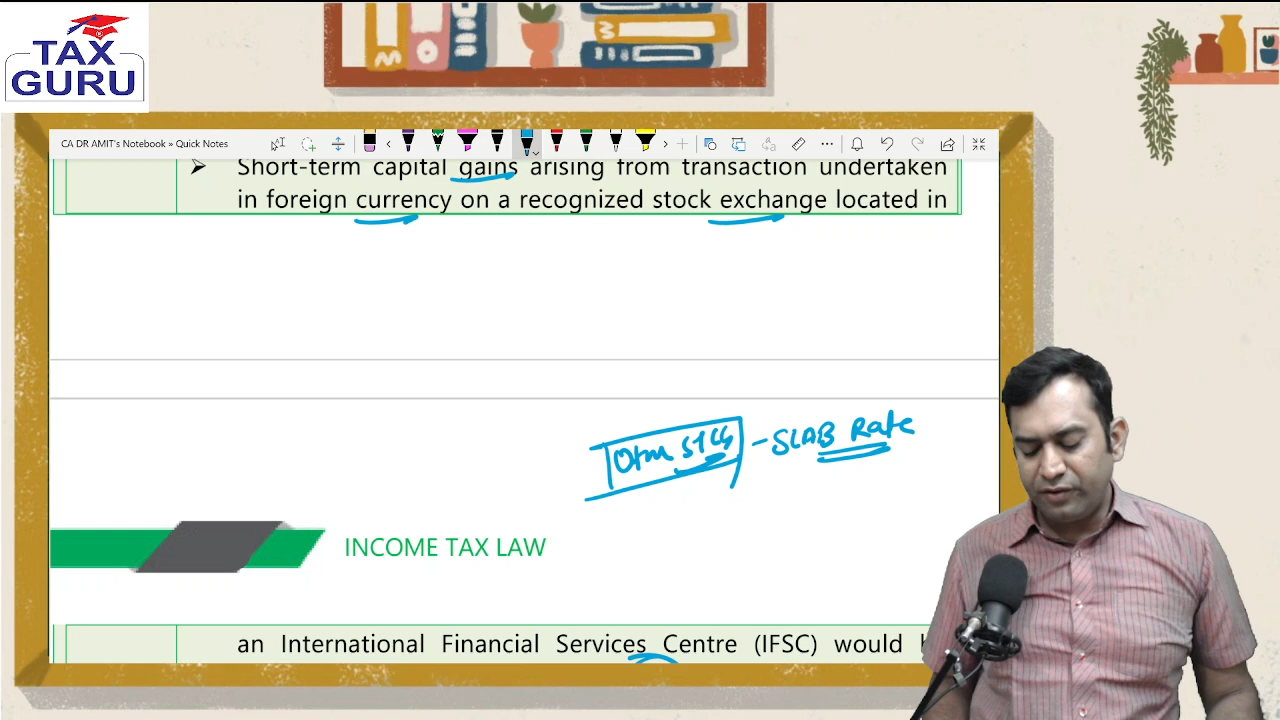 TAX
GURU
CA DR AMIT's Notebook » Quick Notes
➤ Short-term capital gains arising from transaction undertaken
in foreign currency on a recognized stock exchange located in
STCG - SLAB Rate
INCOME TAX LAW
an International Financial Services Centre (IFSC) would